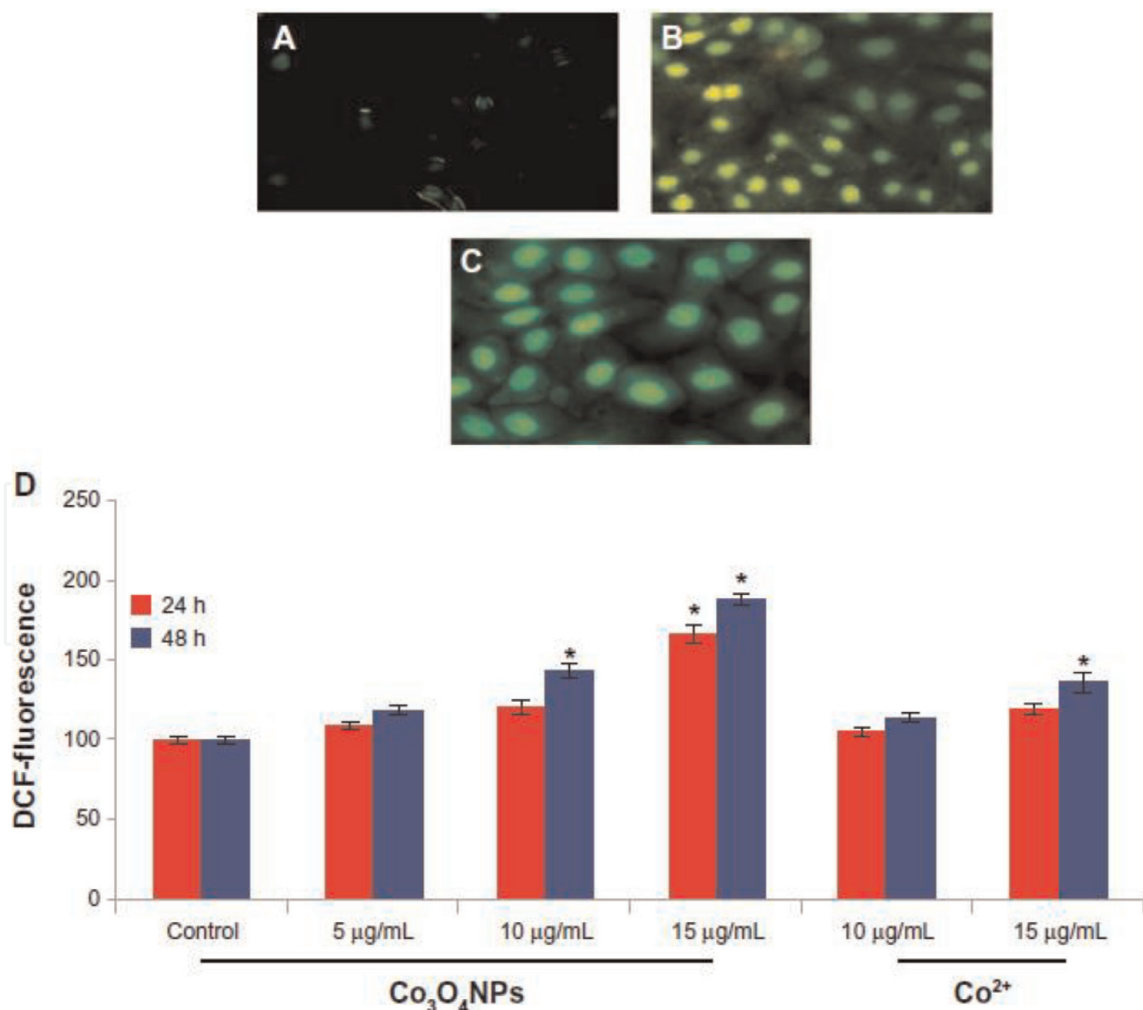 A
B
C
D
250
200
150
100
50
0
DCF-fluorescence
24 h
48 h
*
*
*
*
Control
5 µg/mL
10 µg/mL
15 µg/mL
10 µg/mL
15 µg/mL
Co₃O₄NPs
Co²⁺